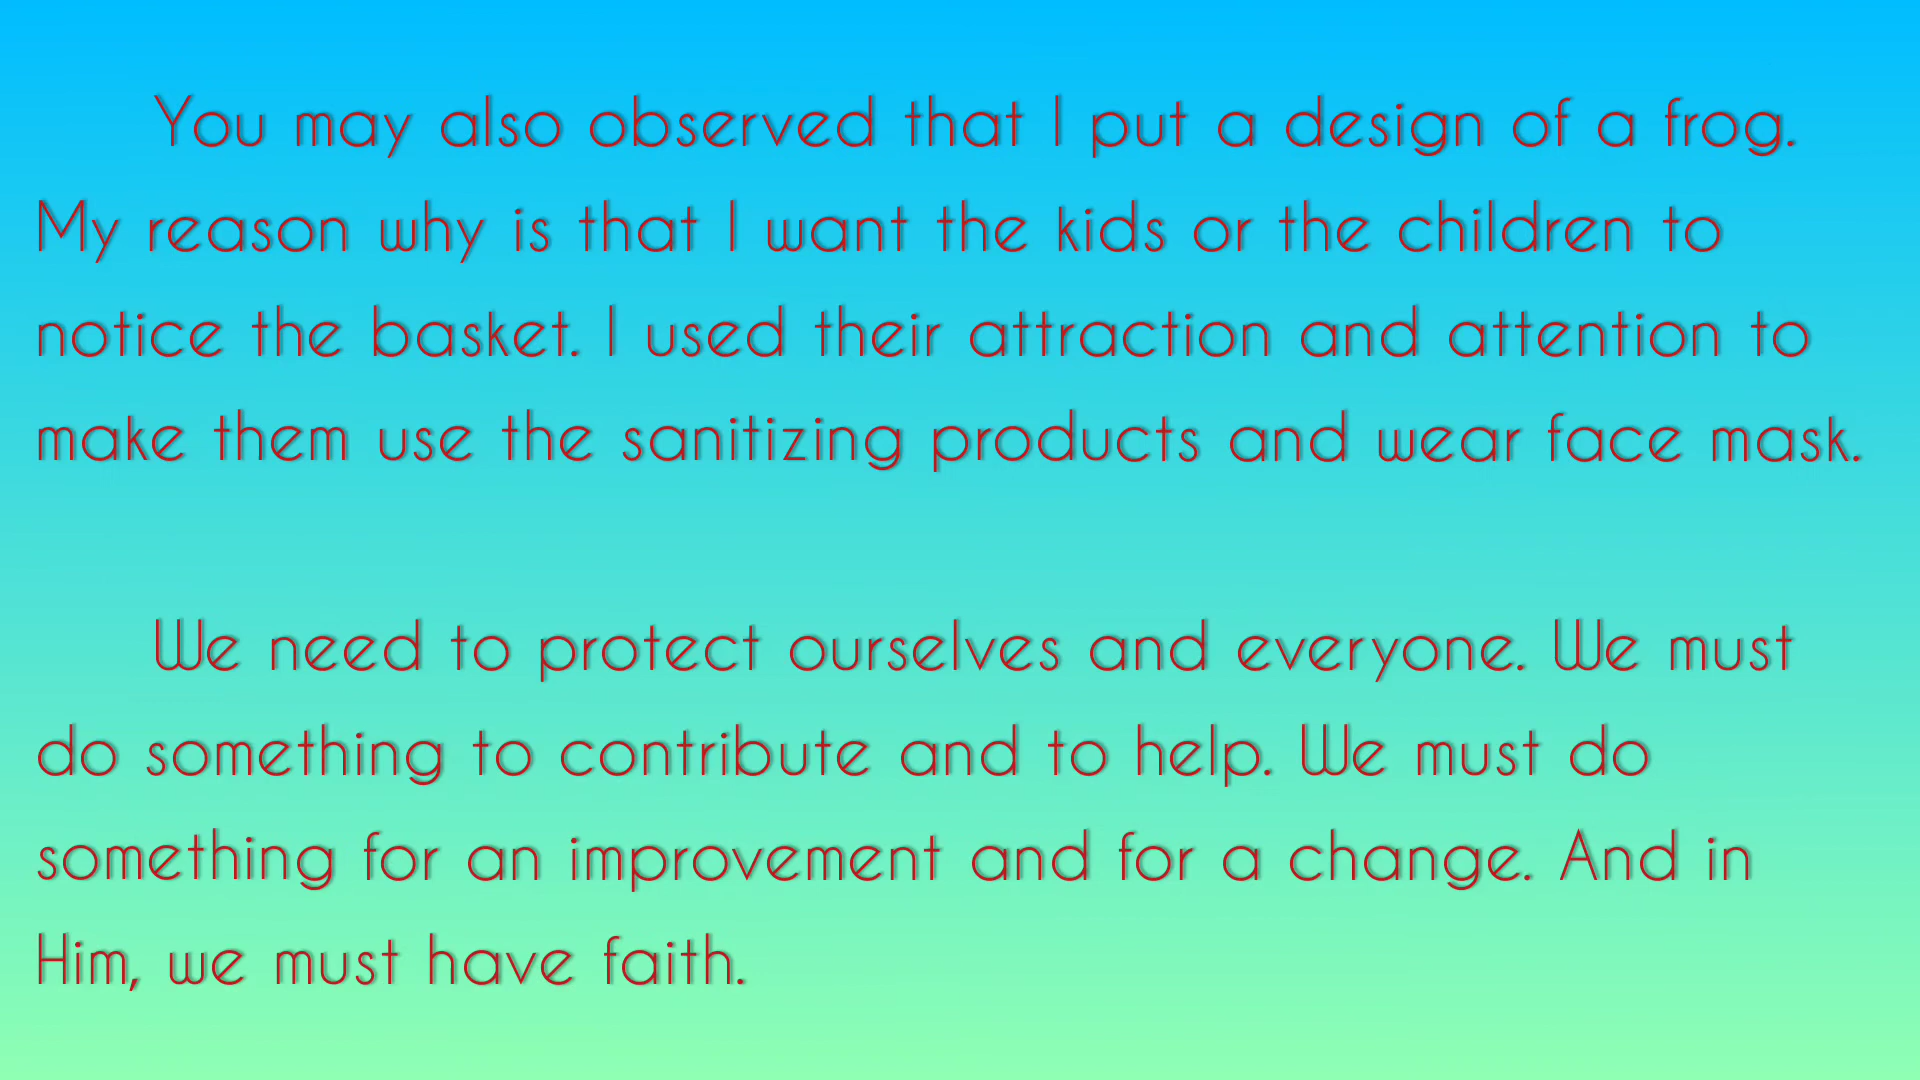 You may also observed that I put a design of a frog.
My reason why is that I want the kids or the children to
notice the basket. I used their attraction and attention to
make them use the sanitizing products and wear face mask.
We need to protect ourselves and everyone. We must
do something to contribute and to help. We must do
something for an improvement and for a change. And in
Him, we must have faith.